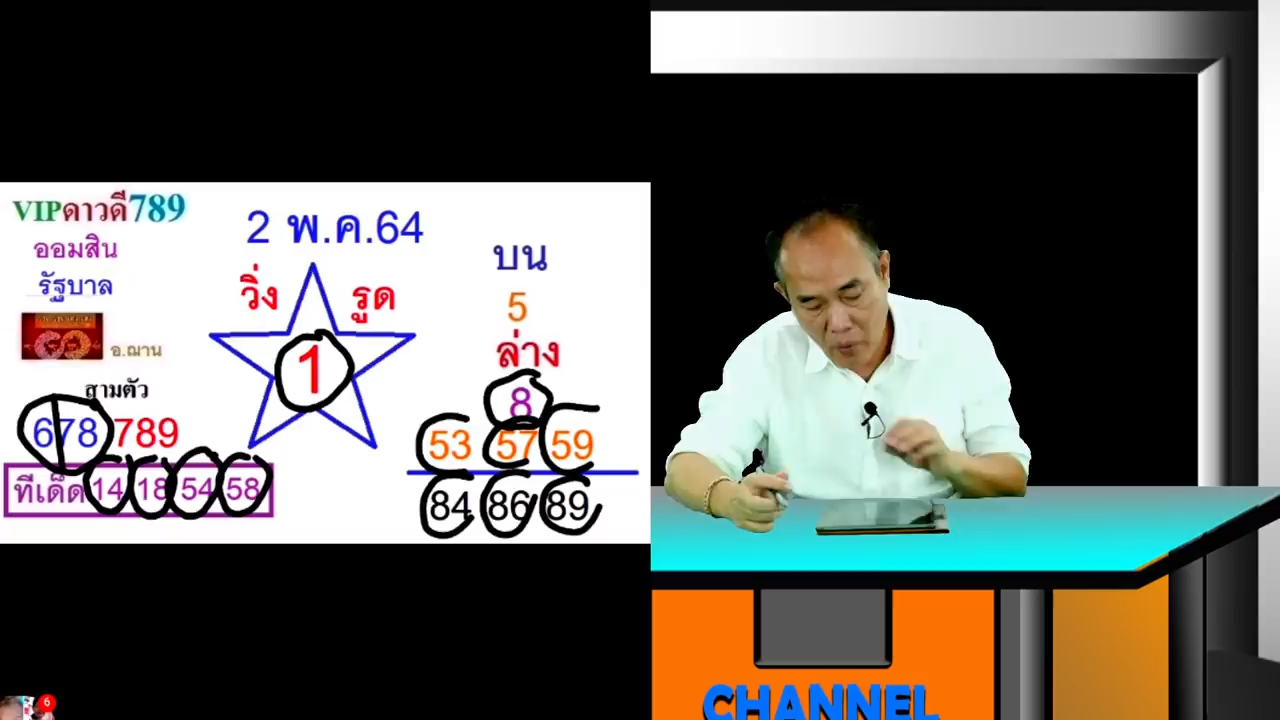 VIPดาวดี789
ออมสิน
รัฐบาล
อ.ฌาน
สามตัว
678 789
ทีเด็ด 14 18 54 58
2 พ.ค.64
วิ่ง รูด
1
บน
5
ล่าง
8
53 57 59
84 86 89
6
CHANNEL